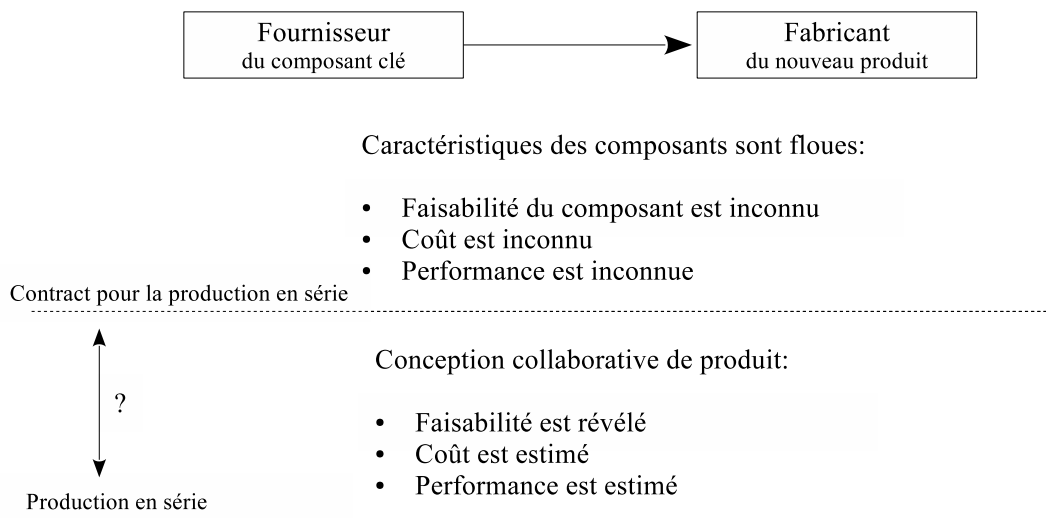 Fournisseur
du composant clé
Fabricant
du nouveau produit
Caractéristiques des composants sont floues:
• Faisabilité du composant est inconnu
• Coût est inconnu
• Performance est inconnue
Contract pour la production en série
Conception collaborative de produit:
?
• Faisabilité est révélé
• Coût est estimé
• Performance est estimé
Production en série